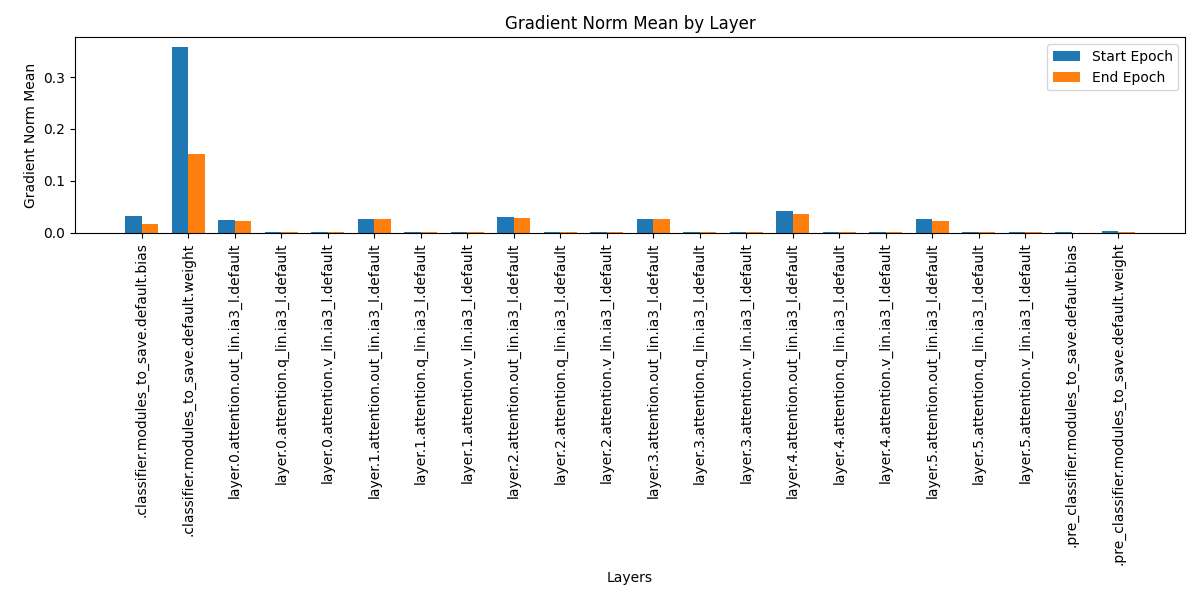 Gradient Norm Mean by Layer
Gradient Norm Mean
0.3
0.2
0.1
0.0
Start Epoch
End Epoch
.classifier.modules_to_save.default.bias
.classifier.modules_to_save.default.weight
layer.0.attention.out_lin.ia3_l.default
layer.0.attention.q_lin.ia3_l.default
layer.0.attention.v_lin.ia3_l.default
layer.1.attention.out_lin.ia3_l.default
layer.1.attention.q_lin.ia3_l.default
layer.1.attention.v_lin.ia3_l.default
layer.2.attention.out_lin.ia3_l.default
layer.2.attention.q_lin.ia3_l.default
layer.2.attention.v_lin.ia3_l.default
layer.3.attention.out_lin.ia3_l.default
layer.3.attention.q_lin.ia3_l.default
layer.3.attention.v_lin.ia3_l.default
layer.4.attention.out_lin.ia3_l.default
layer.4.attention.q_lin.ia3_l.default
layer.4.attention.v_lin.ia3_l.default
layer.5.attention.out_lin.ia3_l.default
layer.5.attention.q_lin.ia3_l.default
layer.5.attention.v_lin.ia3_l.default
.pre_classifier.modules_to_save.default.bias
.pre_classifier.modules_to_save.default.weight
Layers